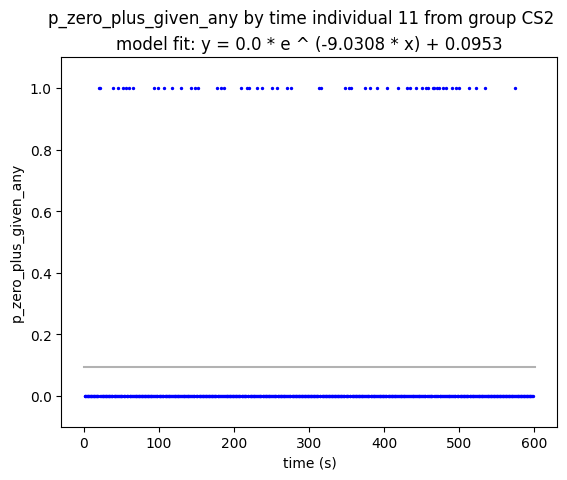 p_zero_plus_given_any by time individual 11 from group CS2
model fit: y = 0.0 * e ^ (-9.0308 * x) + 0.0953
1.0
0.8
0.6
0.4
0.2
0.0
p_zero_plus_given_any
0 100 200 300 400 500 600
time (s)